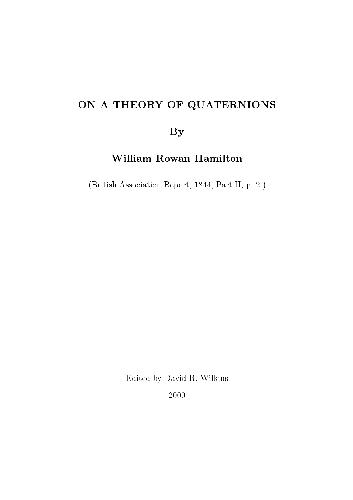 ON A THEORY OF QUATERNIONS
By
William Rowan Hamilton
(British Association Report, 1844, Part II, p. 2.)
Edited by David R. Wilkins
2000